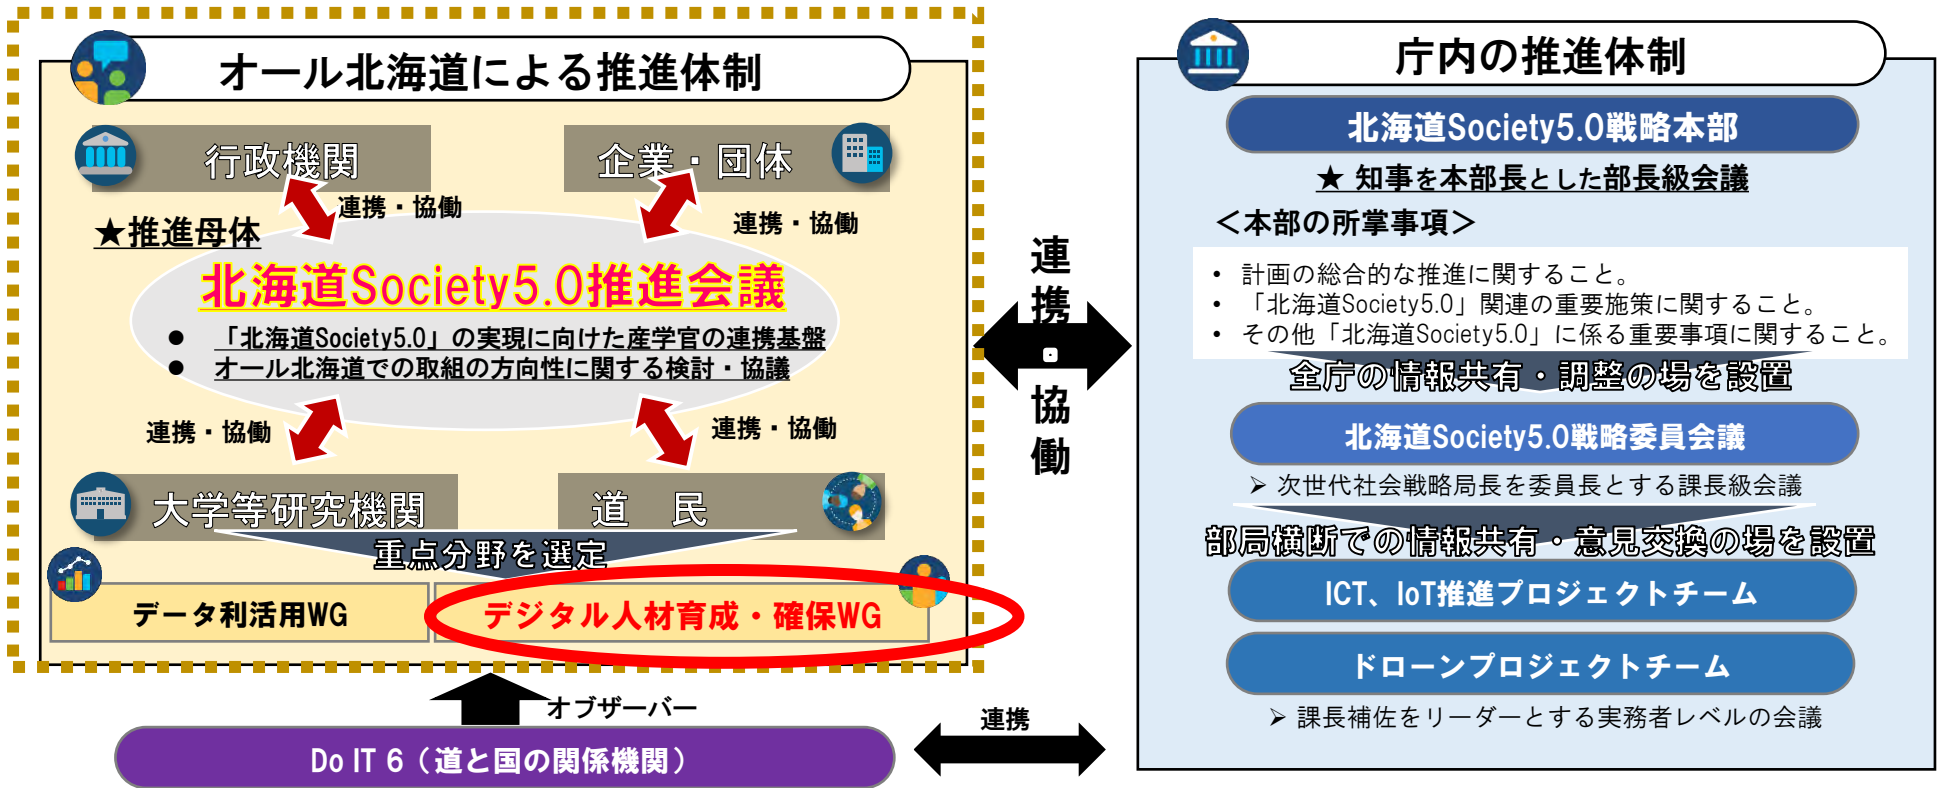 オール北海道による推進体制
行政機関
企業・団体
連携・協働
連携・協働
★推進母体
北海道Society5.0推進会議
● 「北海道Society5.0」の実現に向けた産学官の連携基盤
● オール北海道での取組の方向性に関する検討・協議
連携・協働
連携・協働
大学等研究機関
道　民
重点分野を選定
データ利活用WG
デジタル人材育成・確保WG
オブザーバー
Do IT 6（道と国の関係機関）
連携・協働
連携
庁内の推進体制
北海道Society5.0戦略本部
★ 知事を本部長とした部長級会議
＜本部の所掌事項＞
• 計画の総合的な推進に関すること。
• 「北海道Society5.0」関連の重要施策に関すること。
• その他「北海道Society5.0」に係る重要事項に関すること。
全庁の情報共有・調整の場を設置
北海道Society5.0戦略委員会議
➢ 次世代社会戦略局長を委員長とする課長級会議
部局横断での情報共有・意見交換の場を設置
ICT、IoT推進プロジェクトチーム
ドローンプロジェクトチーム
➢ 課長補佐をリーダーとする実務者レベルの会議